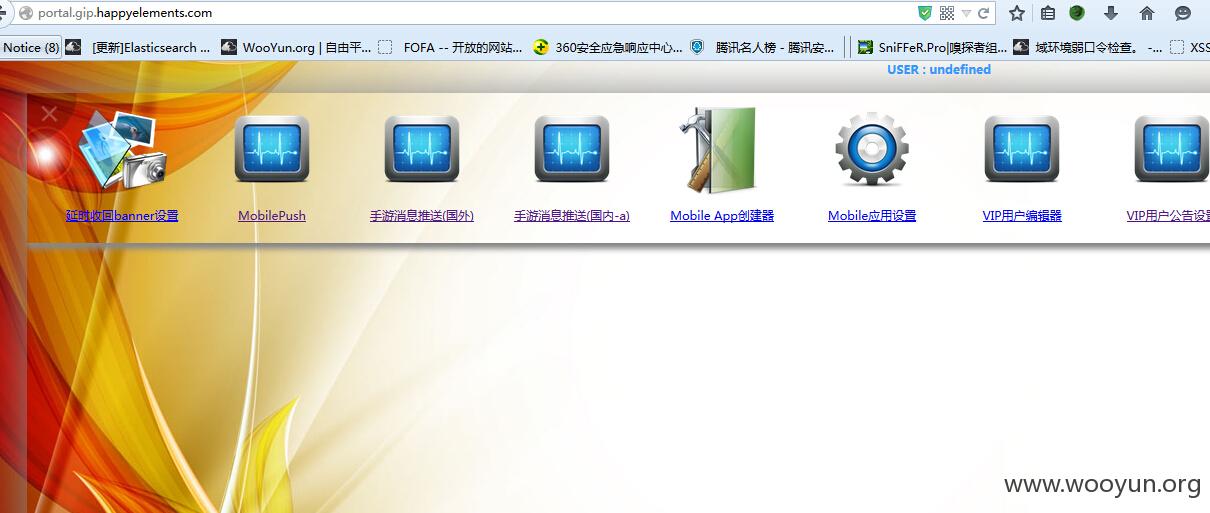 portal.gip.happyelements.com
Notice (8) [更新]Elasticsearch ... WooYun.org | 自由平... FOFA -- 开放的网站... 360安全应急响应中心... 腾讯名人榜 - 腾讯安... SniFFeR.Pro|嗅探者组... 域环境弱口令检查。 -... XSS
USER : undefined
延时收回banner设置 MobilePush 手游消息推送(国外) 手游消息推送(国内-a) Mobile App创建器 Mobile应用设置 VIP用户编辑器 VIP用户公告设
www.wooyun.org